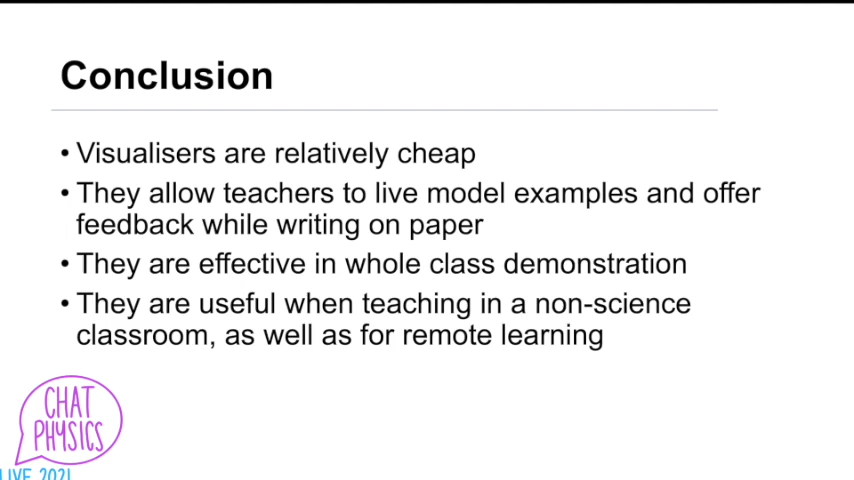 Conclusion
• Visualisers are relatively cheap
• They allow teachers to live model examples and offer
feedback while writing on paper
• They are effective in whole class demonstration
• They are useful when teaching in a non-science
classroom, as well as for remote learning
CHAT
PHYSICS
LIVE 2021